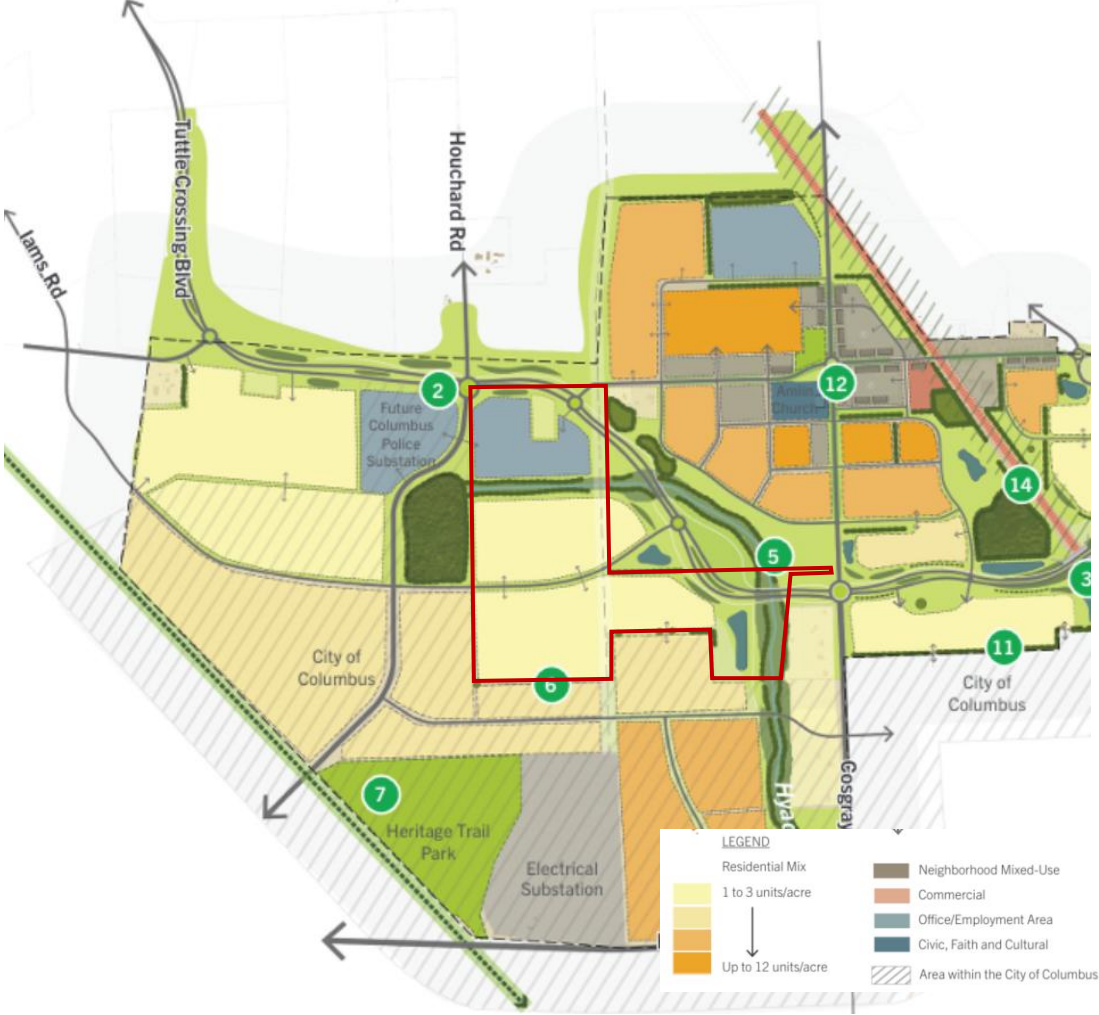 Tuttle Crossing Blvd
Houchard Rd
Iams Rd
2
12
Future
Columbus
Police
Substation
Church
14
5
3
City of
Columbus
6
11
City of
Columbus
7
Heritage Trail
Park
Electrical
Substation
Cosgray
LEGEND
Residential Mix
1 to 3 units/acre
Up to 12 units/acre
Neighborhood Mixed-Use
Commercial
Office/Employment Area
Civic, Faith and Cultural
Area within the City of Columbus